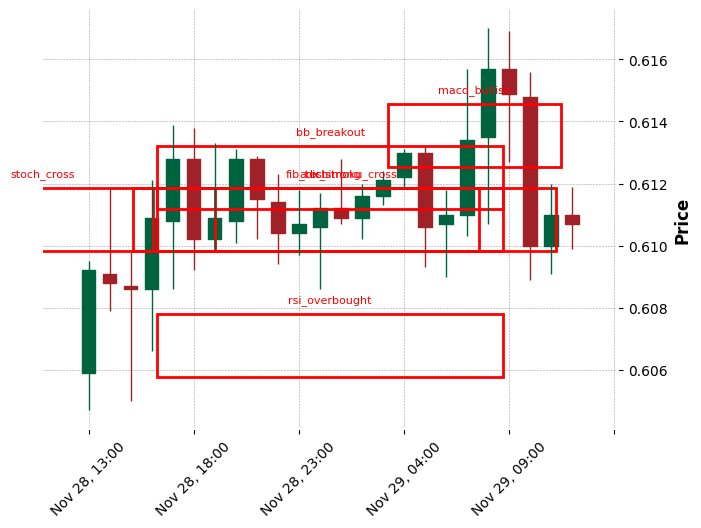 0.616
macd_bullish
0.614
bb_breakout
0.612
stoch_cross
0.610
Price
0.608
rsi_overbought
0.606
Nov 28, 13:00
Nov 28, 18:00
Nov 28, 23:00
Nov 29, 04:00
Nov 29, 09:00